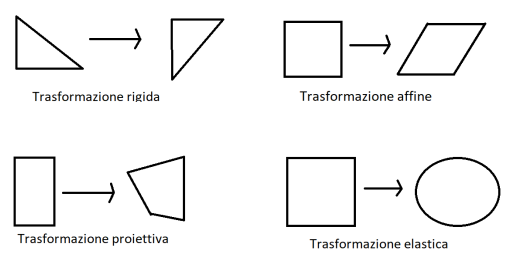 Trasformazione rigida
Trasformazione affine
Trasformazione proiettiva
Trasformazione elastica